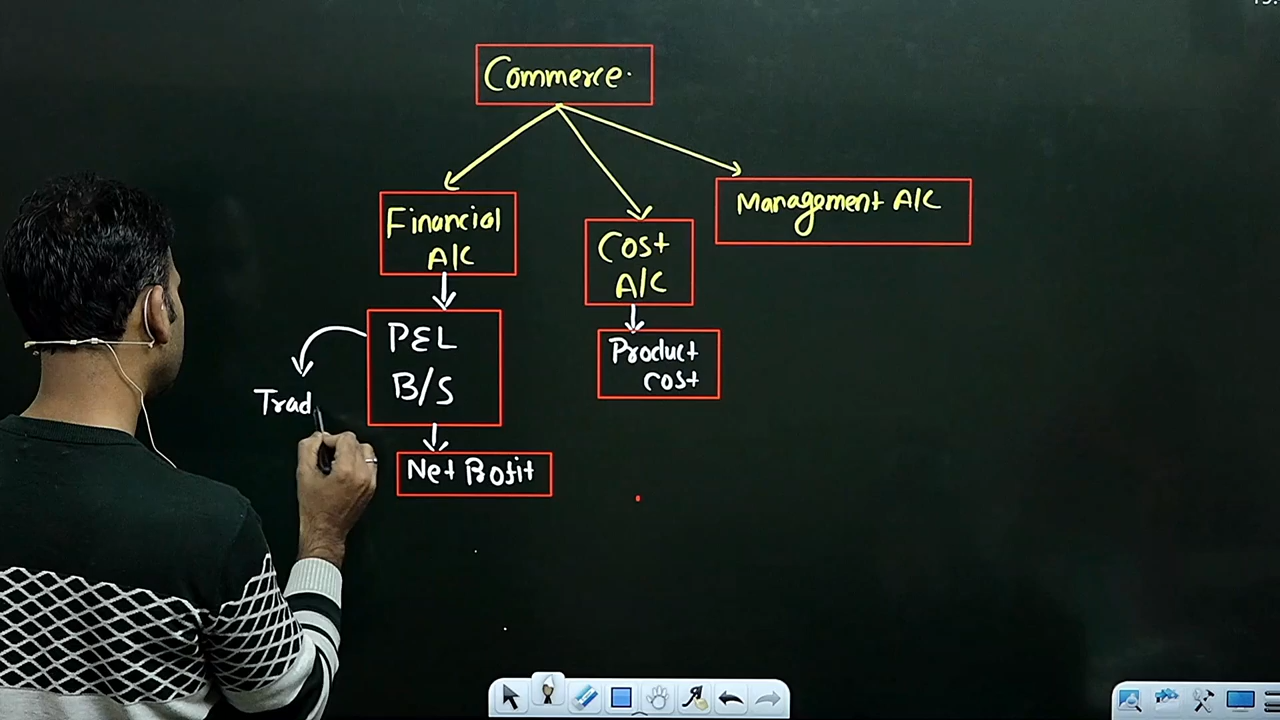 Commerce
Financial
A/C
Cost
A/C
Management A/C
P&L
B/S
Product
cost
Trad
Net Profit